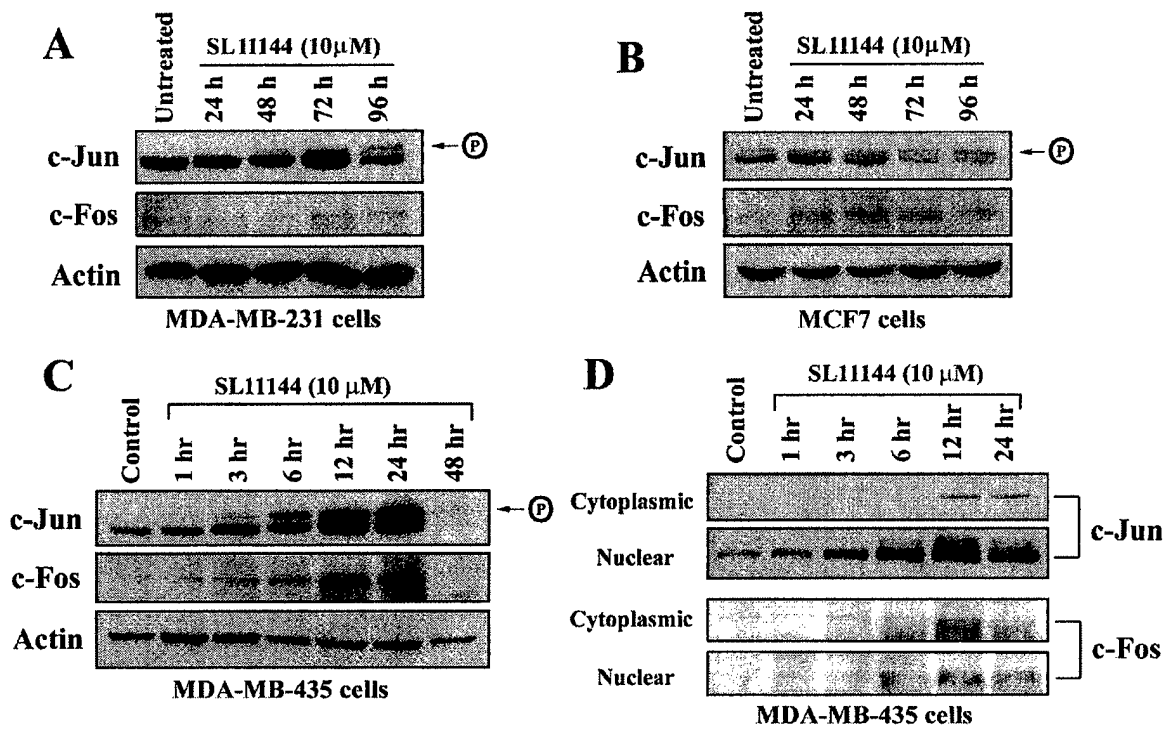 A
Untreated
SL11144 (10μM)
24 h
48 h
72 h
96 h
c-Jun
P
c-Fos
Actin
MDA-MB-231 cells
B
Untreated
SL11144 (10μM)
24 h
48 h
72 h
96 h
c-Jun
P
c-Fos
Actin
MCF7 cells
C
Control
SL11144 (10 μM)
1 hr
3 hr
6 hr
12 hr
24 hr
48 hr
c-Jun
P
c-Fos
Actin
MDA-MB-435 cells
D
Control
SL11144 (10 μM)
1 hr
3 hr
6 hr
12 hr
24 hr
Cytoplasmic
Nuclear
c-Jun
Cytoplasmic
Nuclear
c-Fos
MDA-MB-435 cells